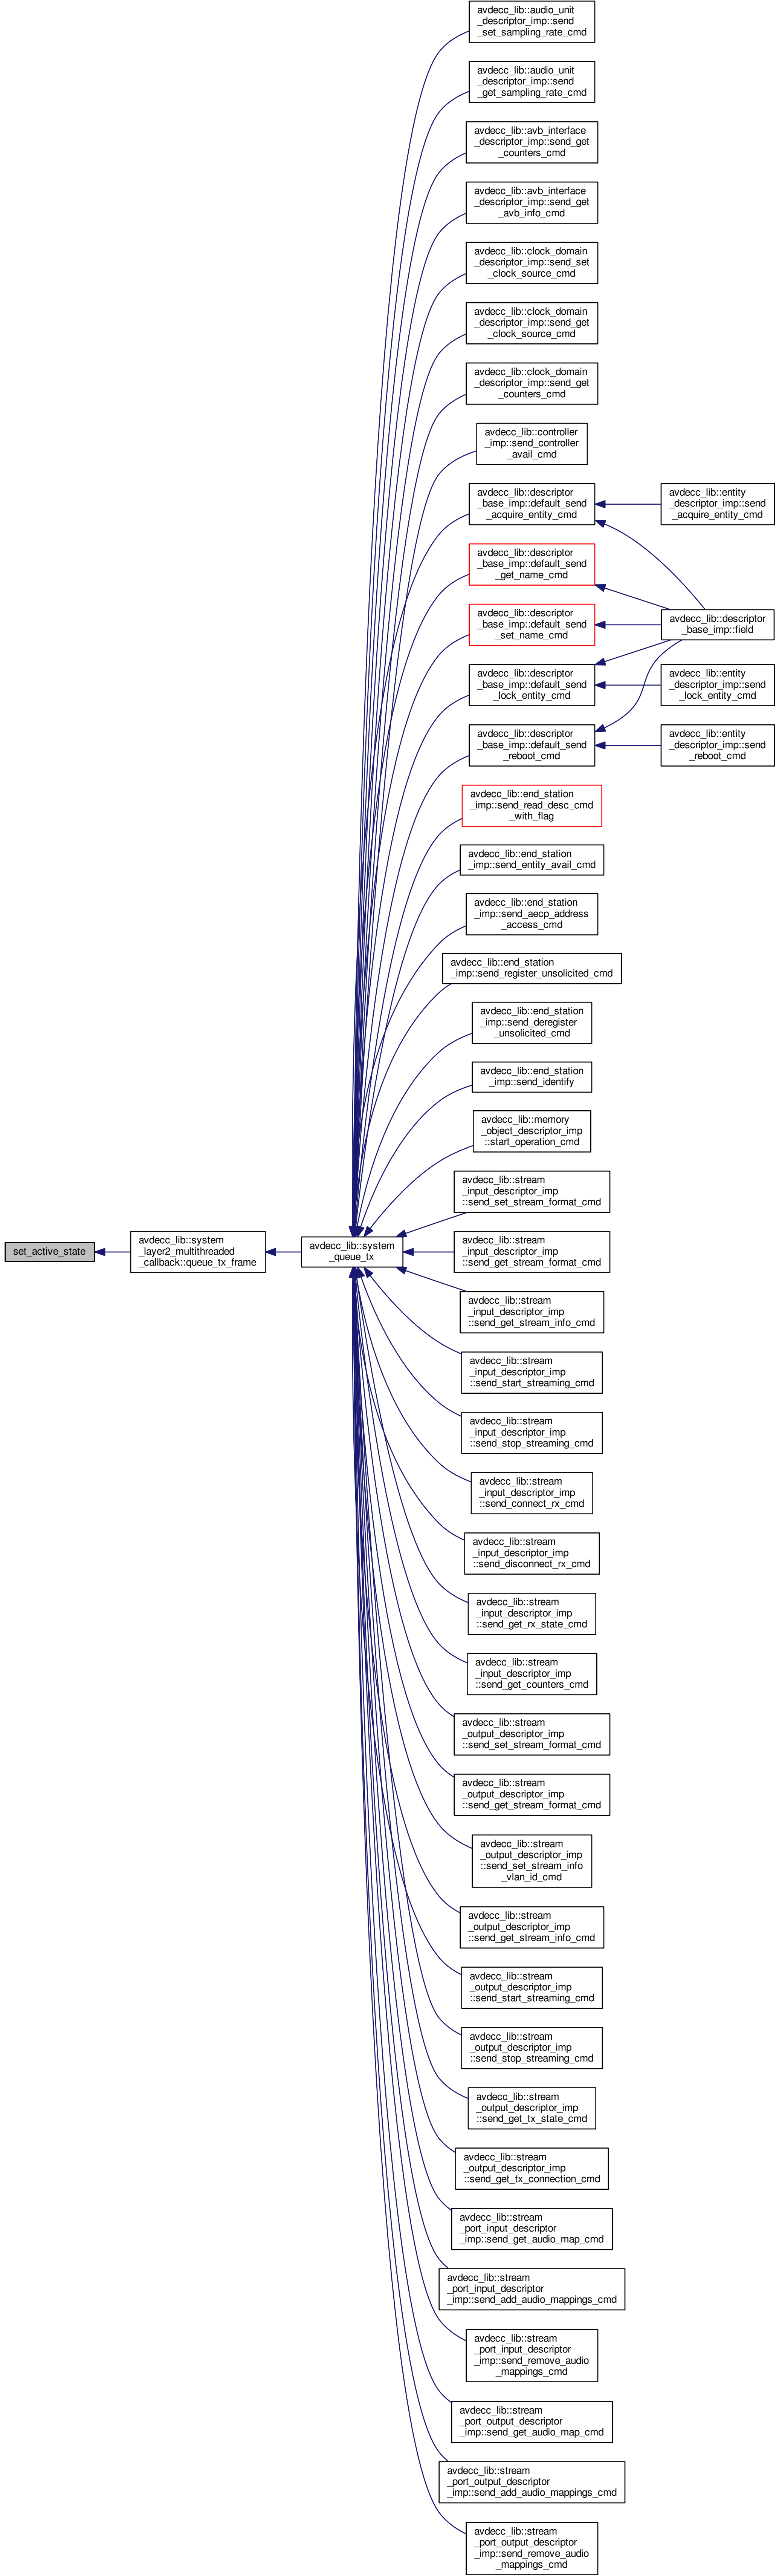 avdecc_lib::audio_unit
_descriptor_imp::send
_set_sampling_rate_cmd
avdecc_lib::audio_unit
_descriptor_imp::send
_get_sampling_rate_cmd
avdecc_lib::avb_interface
_descriptor_imp::send_get
_counters_cmd
avdecc_lib::avb_interface
_descriptor_imp::send_get
_avb_info_cmd
avdecc_lib::clock_domain
_descriptor_imp::send_set
_clock_source_cmd
avdecc_lib::clock_domain
_descriptor_imp::send_get
_clock_source_cmd
avdecc_lib::clock_domain
_descriptor_imp::send_get
_counters_cmd
avdecc_lib::controller
_imp::send_controller
_avail_cmd
avdecc_lib::descriptor
_base_imp::default_send
_acquire_entity_cmd
avdecc_lib::entity
_descriptor_imp::send
_acquire_entity_cmd
avdecc_lib::descriptor
_base_imp::default_send
_get_name_cmd
avdecc_lib::descriptor
_base_imp::default_send
_set_name_cmd
avdecc_lib::descriptor
_base_imp::field
avdecc_lib::descriptor
_base_imp::default_send
_lock_entity_cmd
avdecc_lib::entity
_descriptor_imp::send
_lock_entity_cmd
avdecc_lib::descriptor
_base_imp::default_send
_reboot_cmd
avdecc_lib::entity
_descriptor_imp::send
_reboot_cmd
avdecc_lib::end_station
_imp::send_read_desc_cmd
_with_flag
avdecc_lib::end_station
_imp::send_entity_avail_cmd
avdecc_lib::end_station
_imp::send_aecp_address
_access_cmd
avdecc_lib::end_station
_imp::send_register_unsolicited_cmd
avdecc_lib::end_station
_imp::send_deregister
_unsolicited_cmd
avdecc_lib::end_station
_imp::send_identify
avdecc_lib::memory
_object_descriptor_imp
::start_operation_cmd
avdecc_lib::stream
_input_descriptor_imp
::send_set_stream_format_cmd
set_active_state
avdecc_lib::system
_layer2_multithreaded
_callback::queue_tx_frame
avdecc_lib::system
_queue_tx
avdecc_lib::stream
_input_descriptor_imp
::send_get_stream_format_cmd
avdecc_lib::stream
_input_descriptor_imp
::send_get_stream_info_cmd
avdecc_lib::stream
_input_descriptor_imp
::send_start_streaming_cmd
avdecc_lib::stream
_input_descriptor_imp
::send_stop_streaming_cmd
avdecc_lib::stream
_input_descriptor_imp
::send_connect_rx_cmd
avdecc_lib::stream
_input_descriptor_imp
::send_disconnect_rx_cmd
avdecc_lib::stream
_input_descriptor_imp
::send_get_rx_state_cmd
avdecc_lib::stream
_input_descriptor_imp
::send_get_counters_cmd
avdecc_lib::stream
_output_descriptor_imp
::send_set_stream_format_cmd
avdecc_lib::stream
_output_descriptor_imp
::send_get_stream_format_cmd
avdecc_lib::stream
_output_descriptor_imp
::send_set_stream_info
_vlan_id_cmd
avdecc_lib::stream
_output_descriptor_imp
::send_get_stream_info_cmd
avdecc_lib::stream
_output_descriptor_imp
::send_start_streaming_cmd
avdecc_lib::stream
_output_descriptor_imp
::send_stop_streaming_cmd
avdecc_lib::stream
_output_descriptor_imp
::send_get_tx_state_cmd
avdecc_lib::stream
_output_descriptor_imp
::send_get_tx_connection_cmd
avdecc_lib::stream
_port_input_descriptor
_imp::send_get_audio_map_cmd
avdecc_lib::stream
_port_input_descriptor
_imp::send_add_audio_mappings_cmd
avdecc_lib::stream
_port_input_descriptor
_imp::send_remove_audio
_mappings_cmd
avdecc_lib::stream
_port_output_descriptor
_imp::send_get_audio_map_cmd
avdecc_lib::stream
_port_output_descriptor
_imp::send_add_audio_mappings_cmd
avdecc_lib::stream
_port_output_descriptor
_imp::send_remove_audio
_mappings_cmd